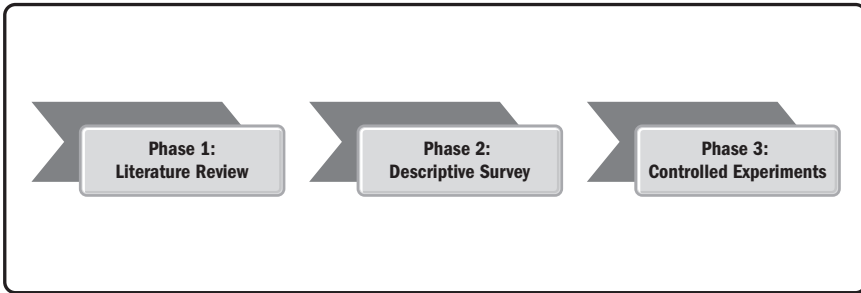 Phase 1:
Literature Review
Phase 2:
Descriptive Survey
Phase 3:
Controlled Experiments